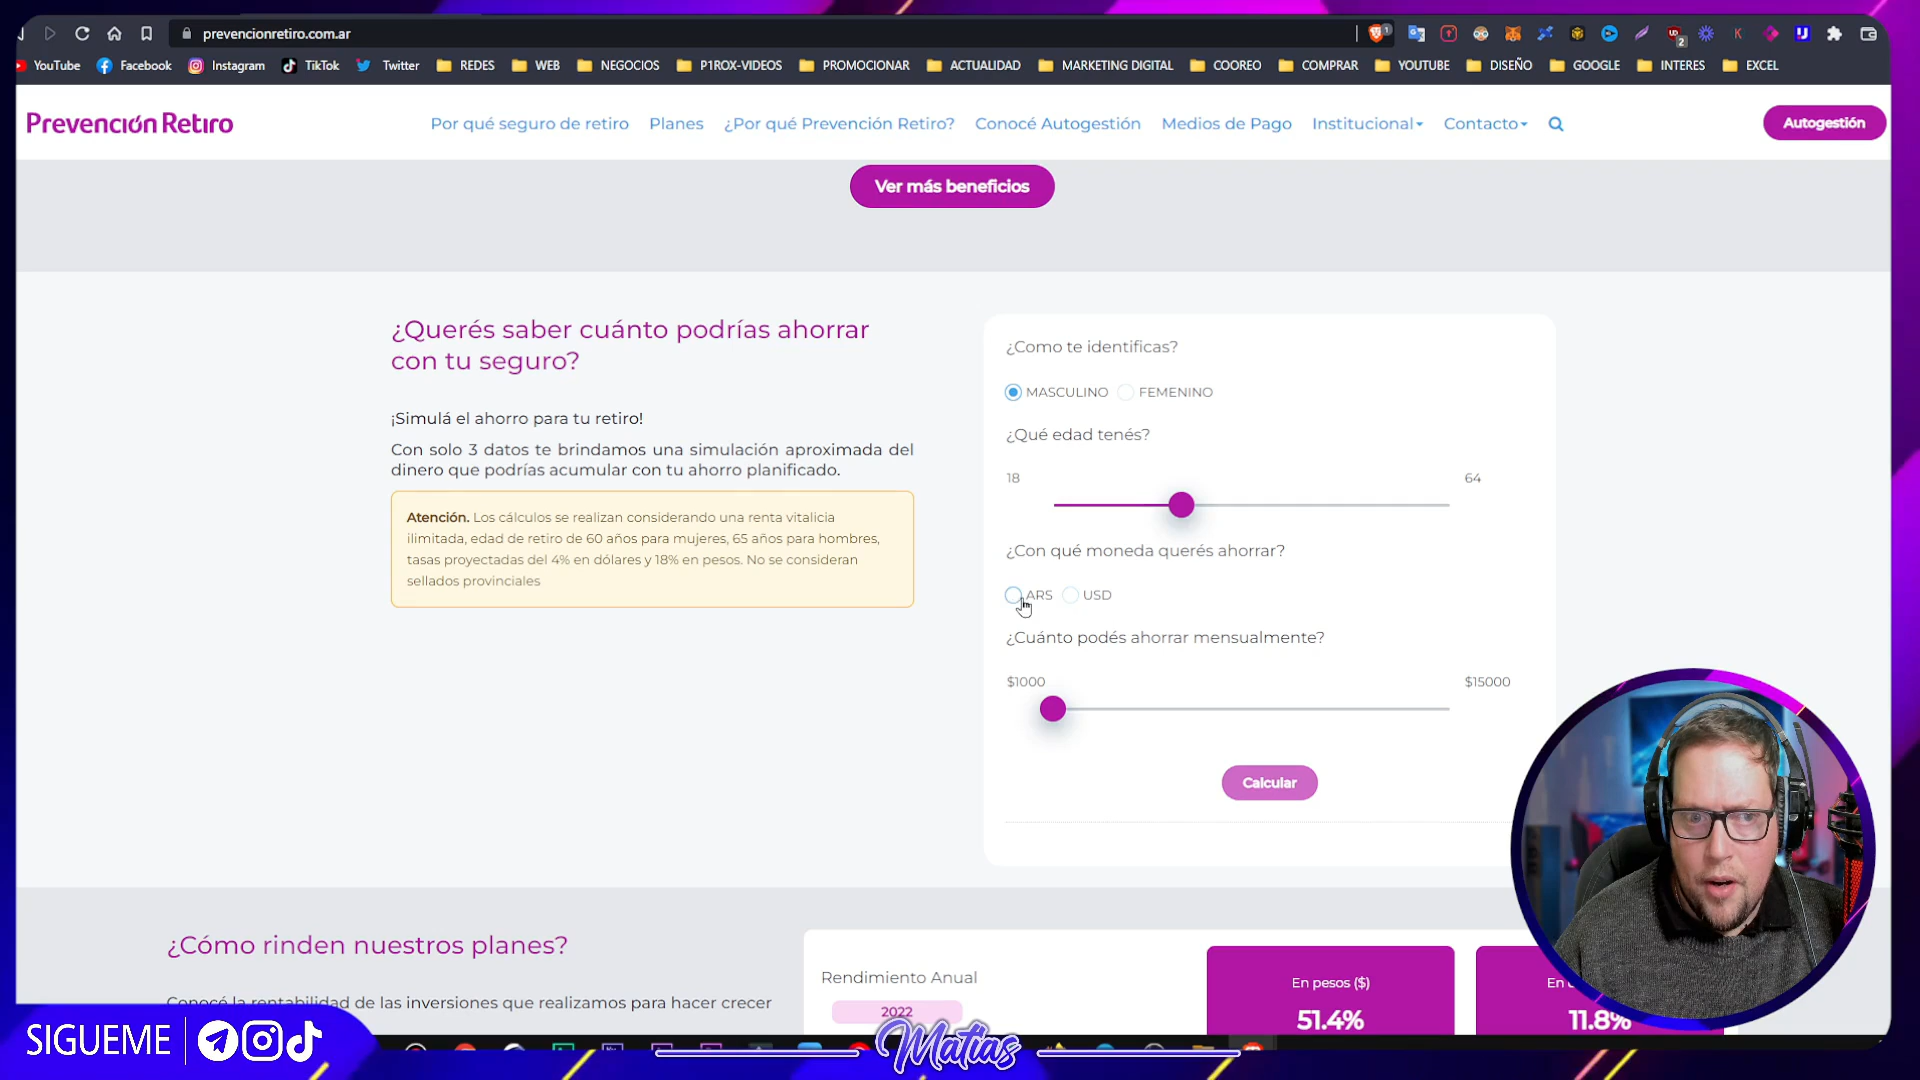 prevencionretiro.com.ar
YouTube Facebook Instagram TikTok Twitter REDES WEB NEGOCIOS P1ROX-VIDEOS PROMOCIONAR ACTUALIDAD MARKETING DIGITAL COOREO COMPRAR YOUTUBE DISEÑO GOOGLE INTERES EXCEL
Prevención Retiro Por qué seguro de retiro Planes ¿Por qué Prevención Retiro? Conocé Autogestión Medios de Pago Institucional Contacto Autogestión
Ver más beneficios
¿Querés saber cuánto podrías ahorrar
con tu seguro?
¡Simulá el ahorro para tu retiro!
Con solo 3 datos te brindamos una simulación aproximada del
dinero que podrías acumular con tu ahorro planificado.
Atención. Los cálculos se realizan considerando una renta vitalicia
ilimitada, edad de retiro de 60 años para mujeres, 65 años para hombres,
tasas proyectadas del 4% en dólares y 18% en pesos. No se consideran
sellados provinciales
¿Como te identificas?
MASCULINO FEMENINO
¿Qué edad tenés?
18 64
¿Con qué moneda querés ahorrar?
ARS USD
¿Cuánto podés ahorrar mensualmente?
$1000 $15000
Calcular
¿Cómo rinden nuestros planes?
Conocé la rentabilidad de las inversiones que realizamos para hacer crecer
Rendimiento Anual
2022
En pesos ($)
51.4%
11.8%
SIGUEME
Matias